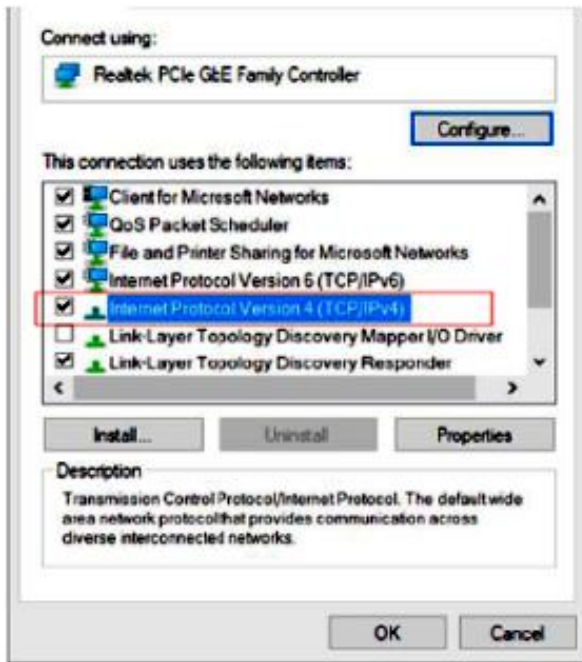 Connect using:
Realtek PCIe GbE Family Controller
Configure...
This connection uses the following items:
Client for Microsoft Networks
QoS Packet Scheduler
File and Printer Sharing for Microsoft Networks
Internet Protocol Version 6 (TCP/IPv6)
Internet Protocol Version 4 (TCP/IPv4)
Link-Layer Topology Discovery Mapper I/O Driver
Link-Layer Topology Discovery Responder
Install...
Uninstall
Properties
Description
Transmission Control Protocol/Internet Protocol. The default wide
area network protocol that provides communication across
diverse interconnected networks.
OK
Cancel